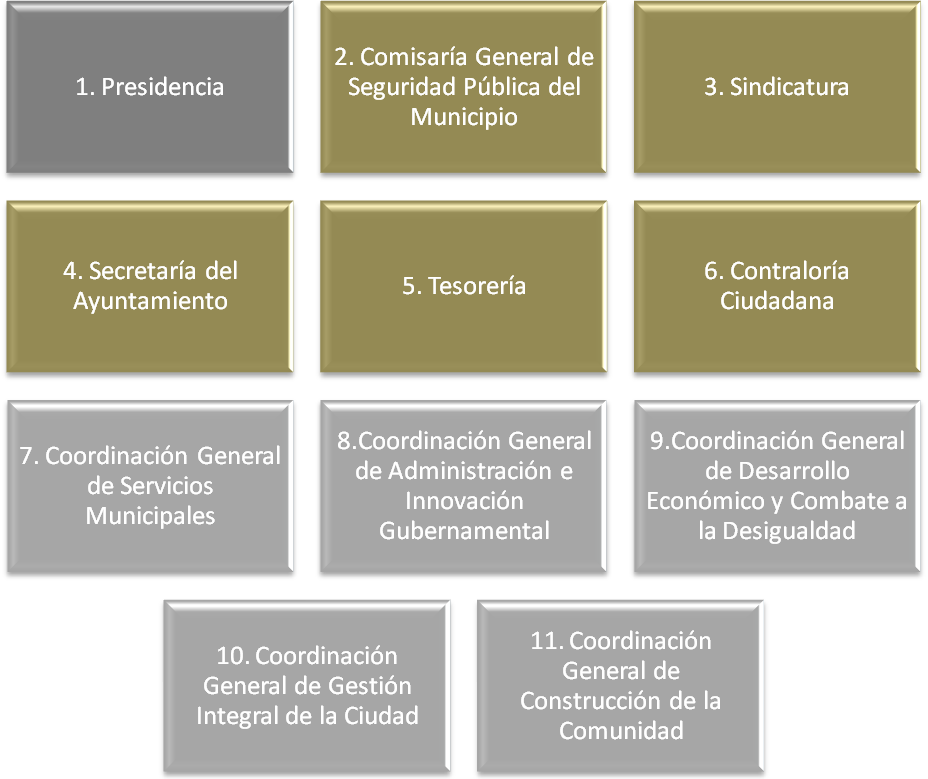 1. Presidencia
2. Comisaría General de
Seguridad Pública del
Municipio
3. Sindicatura
4. Secretaría del
Ayuntamiento
5. Tesorería
6. Contraloría
Ciudadana
7. Coordinación General
de Servicios
Municipales
8.Coordinación General
de Administración e
Innovación
Gubernamental
9.Coordinación General
de Desarrollo
Económico y Combate a
la Desigualdad
10. Coordinación
General de Gestión
Integral de la Ciudad
11. Coordinación
General de
Construcción de la
Comunidad